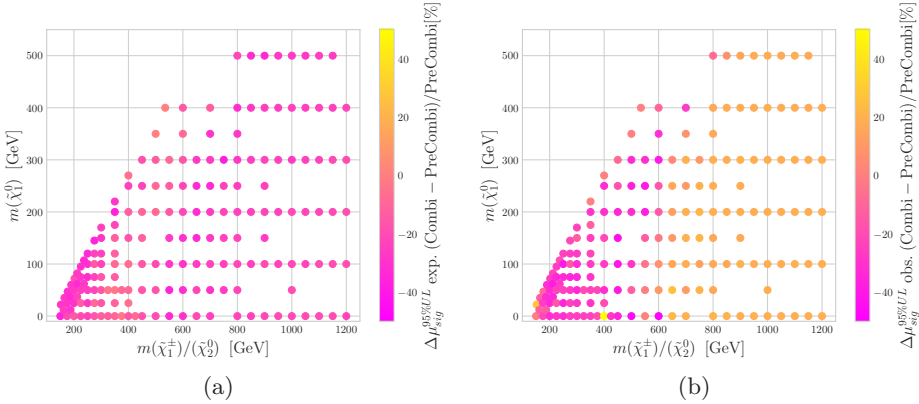 500
400
300
200
100
0
m(χ̃₁⁰) [GeV]
200 400 600 800 1000 1200
m(χ̃₁^±)/(χ̃₂⁰) [GeV]
40
20
0
−20
−40
Δμ_sig^95%UL exp. (Combi − PreCombi)/PreCombi[%]
(a)
500
400
300
200
100
0
m(χ̃₁⁰) [GeV]
200 400 600 800 1000 1200
m(χ̃₁^±)/(χ̃₂⁰) [GeV]
40
20
0
−20
−40
Δμ_sig^95%UL obs. (Combi − PreCombi)/PreCombi[%]
(b)